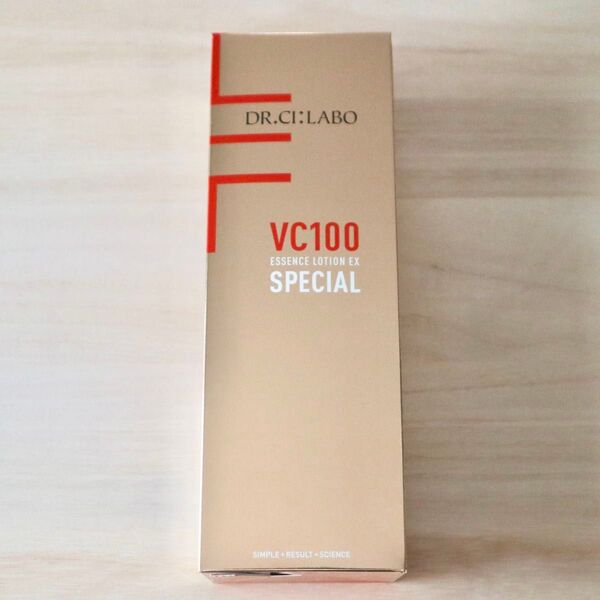 DR.CI:LABO
VC100
ESSENCE LOTION EX
SPECIAL
SIMPLE+RESULT+SCIENCE